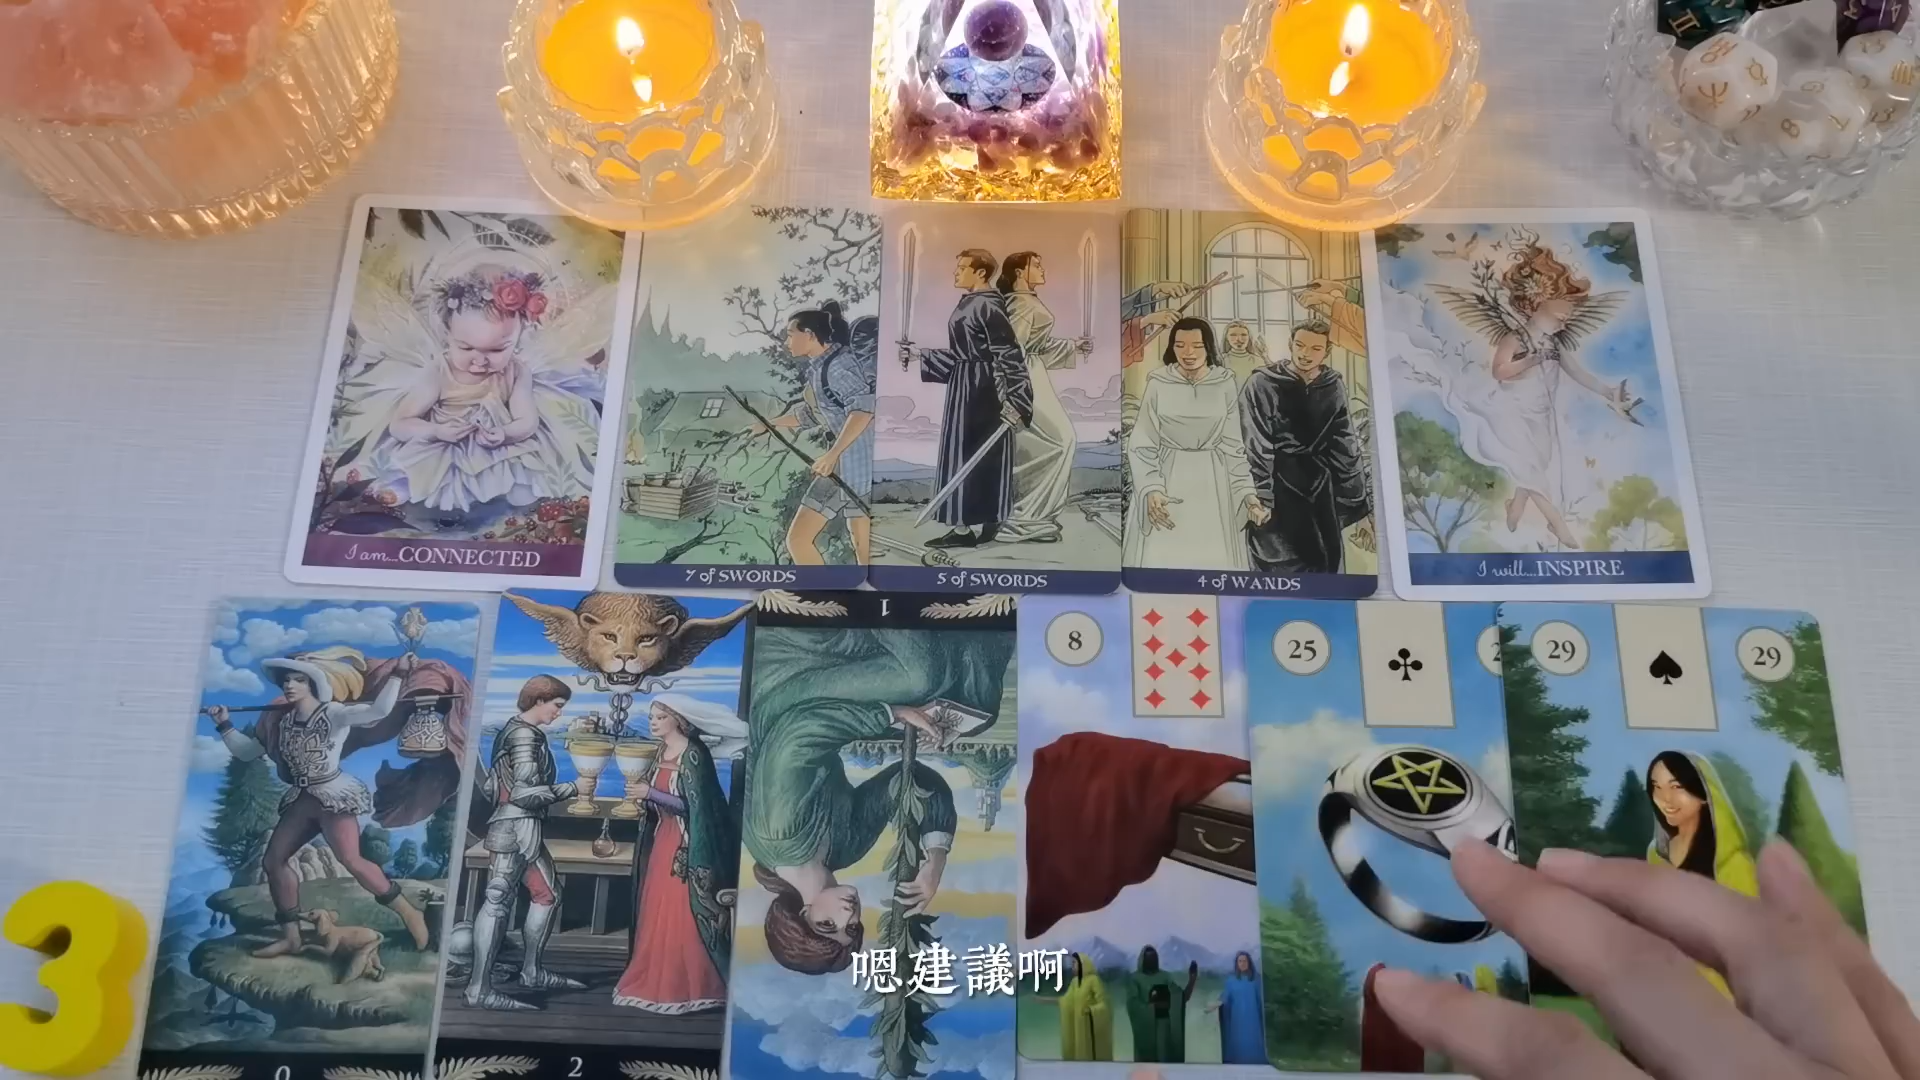 I am...CONNECTED
7 of SWORDS
5 of SWORDS
4 of WANDS
I will...INSPIRE
1
8
25
29
29
3
嗯建議啊
0
2